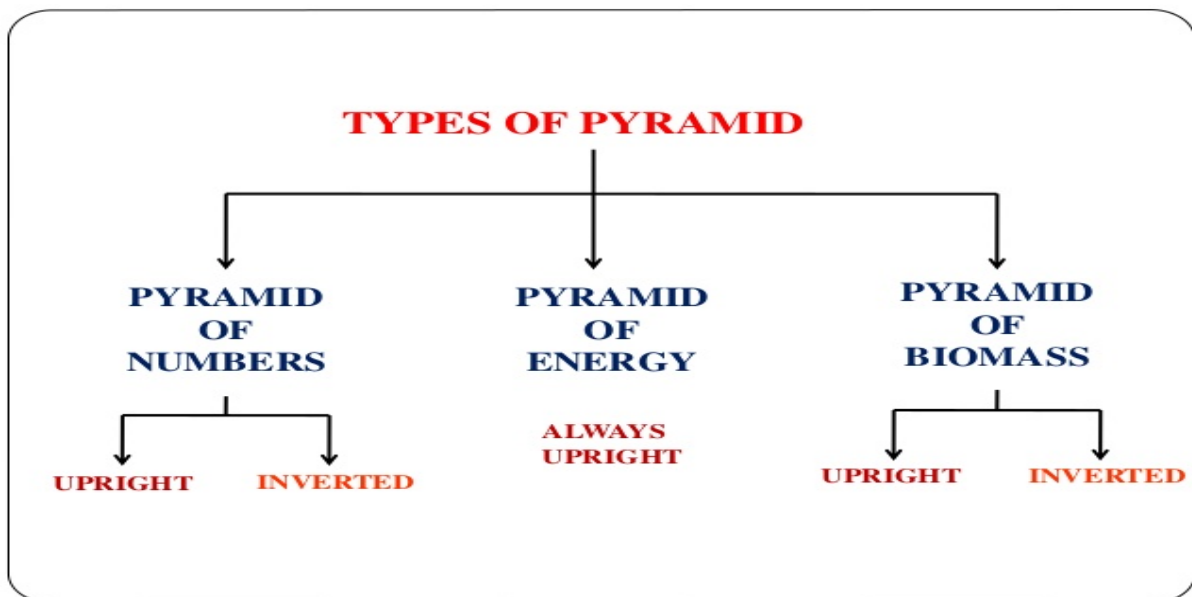 TYPES OF PYRAMID
PYRAMID
OF
NUMBERS
UPRIGHT
INVERTED
PYRAMID
OF
ENERGY
ALWAYS
UPRIGHT
PYRAMID
OF
BIOMASS
UPRIGHT
INVERTED